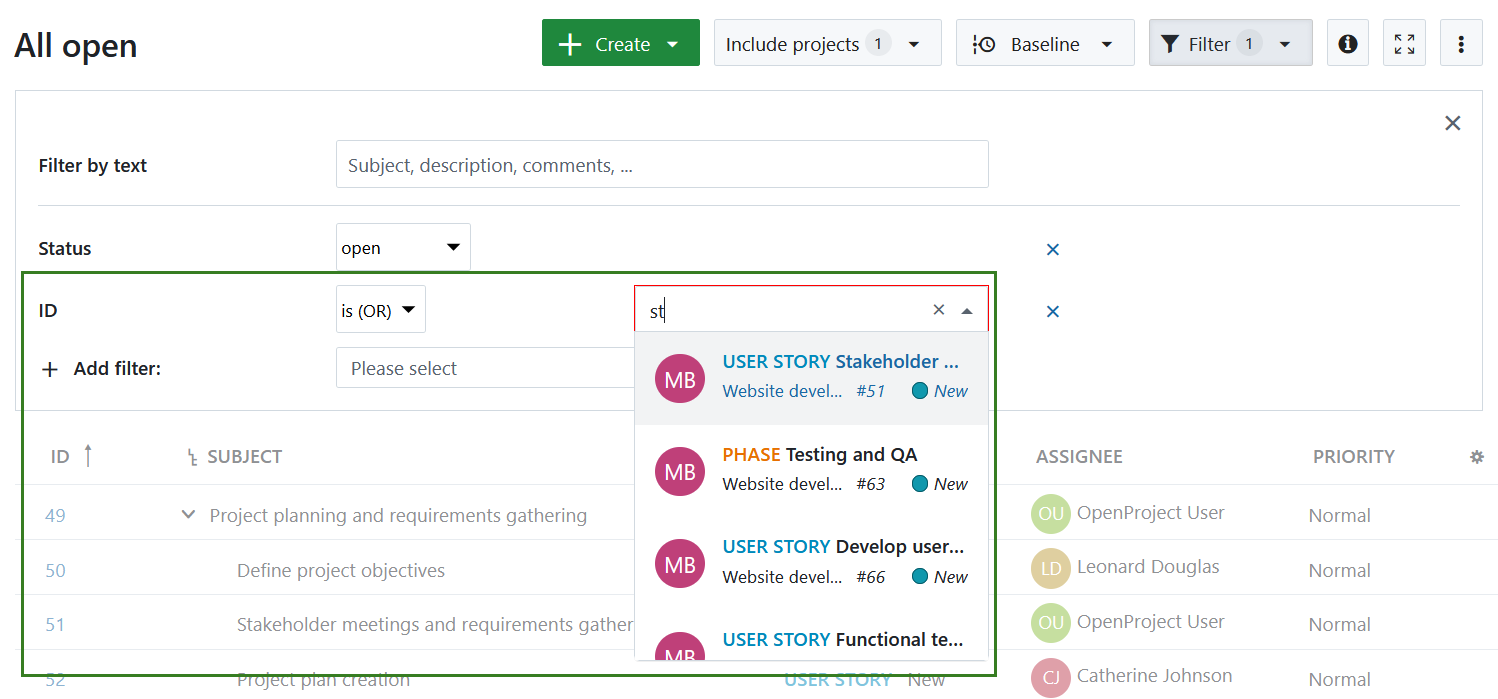 All open
Create
Include projects 1
Baseline
Filter 1
Filter by text
Subject, description, comments, ...
Status
open
ID
is (OR)
st
Add filter:
Please select
MB
USER STORY Stakeholder ...
Website devel... #51 New
MB
PHASE Testing and QA
Website devel... #63 New
MB
USER STORY Develop user...
Website devel... #66 New
MB
USER STORY Functional te...
ID SUBJECT ASSIGNEE PRIORITY
49 Project planning and requirements gathering OU OpenProject User Normal
50 Define project objectives LD Leonard Douglas Normal
51 Stakeholder meetings and requirements gather OU OpenProject User Normal
52 Project plan creation USER STORY New CJ Catherine Johnson Normal